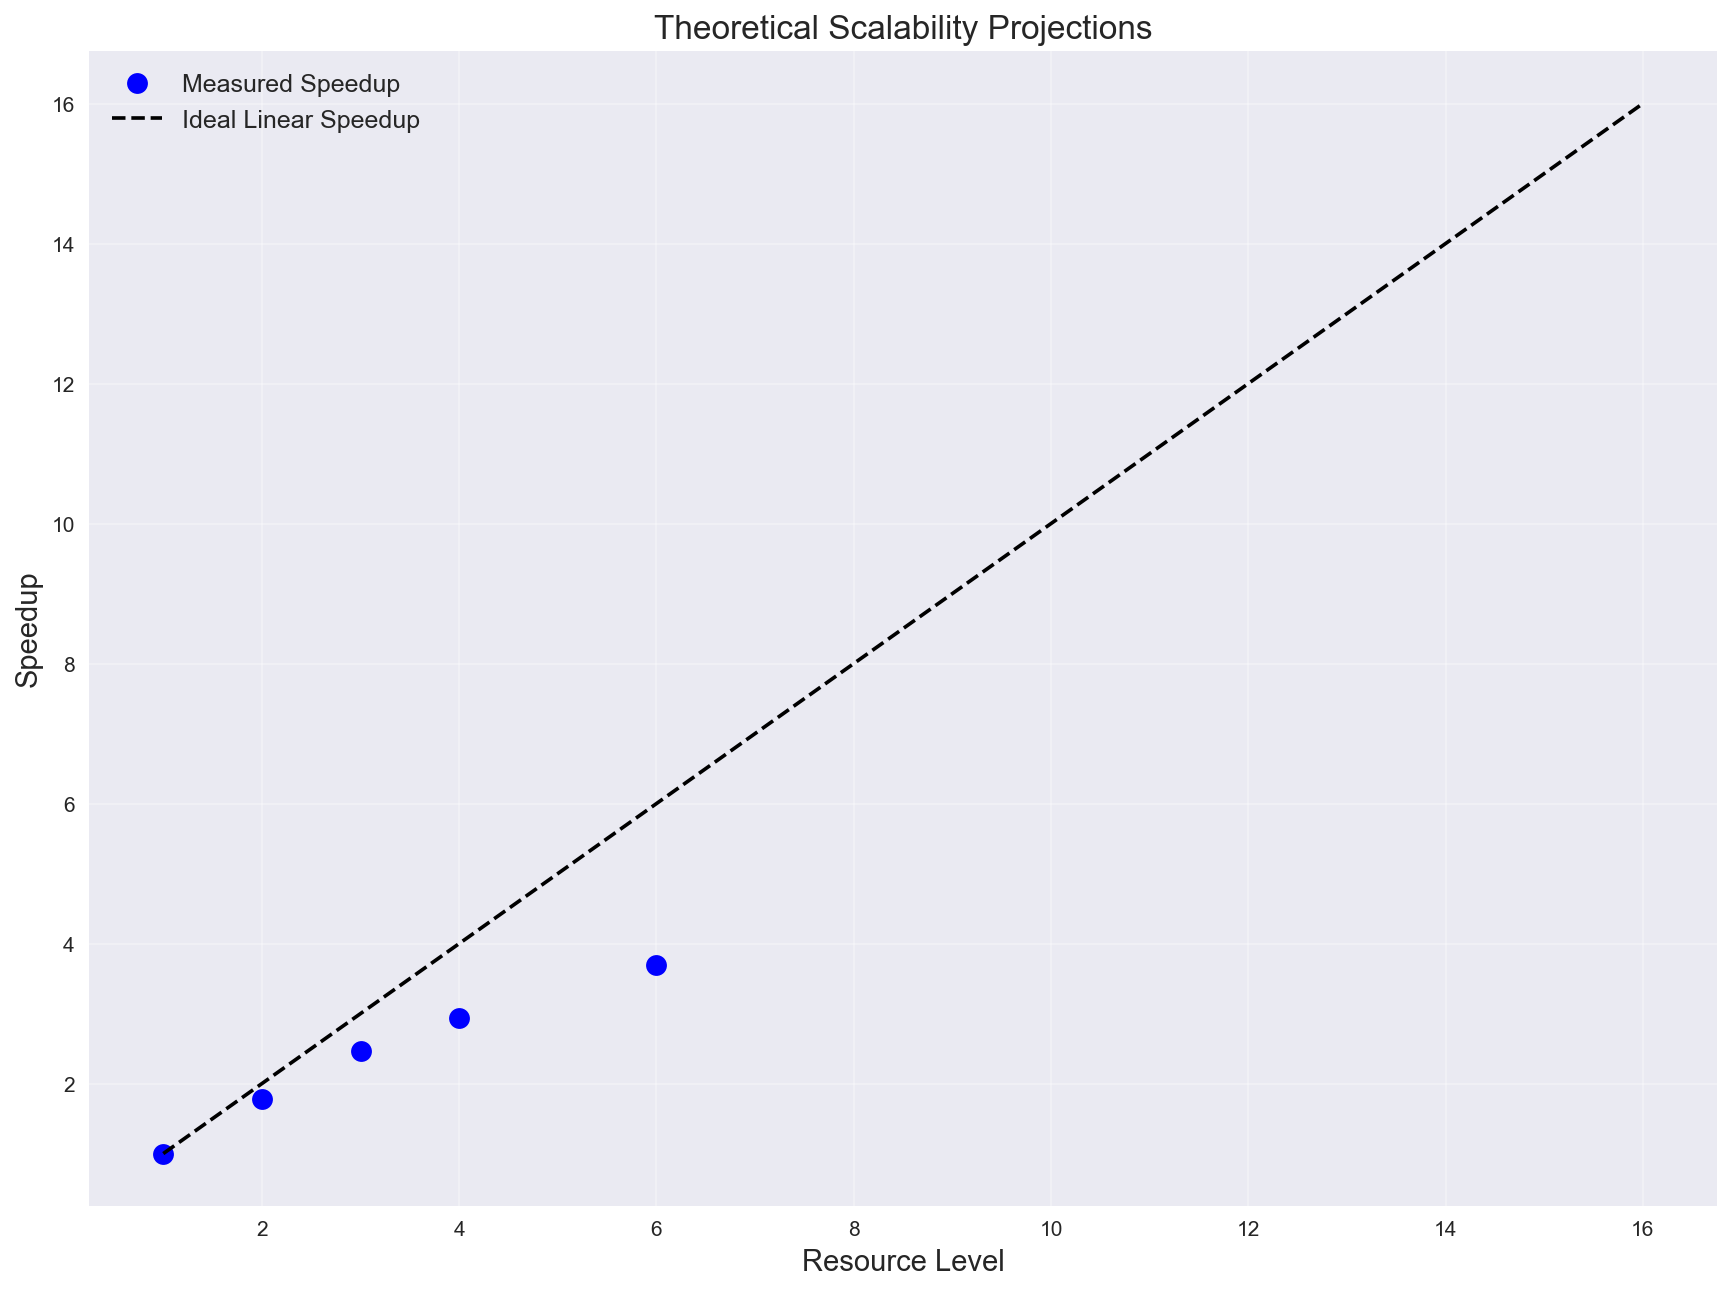 Theoretical Scalability Projections
Measured Speedup
Ideal Linear Speedup
16
14
12
10
8
6
4
2
Speedup
2 4 6 8 10 12 14 16
Resource Level